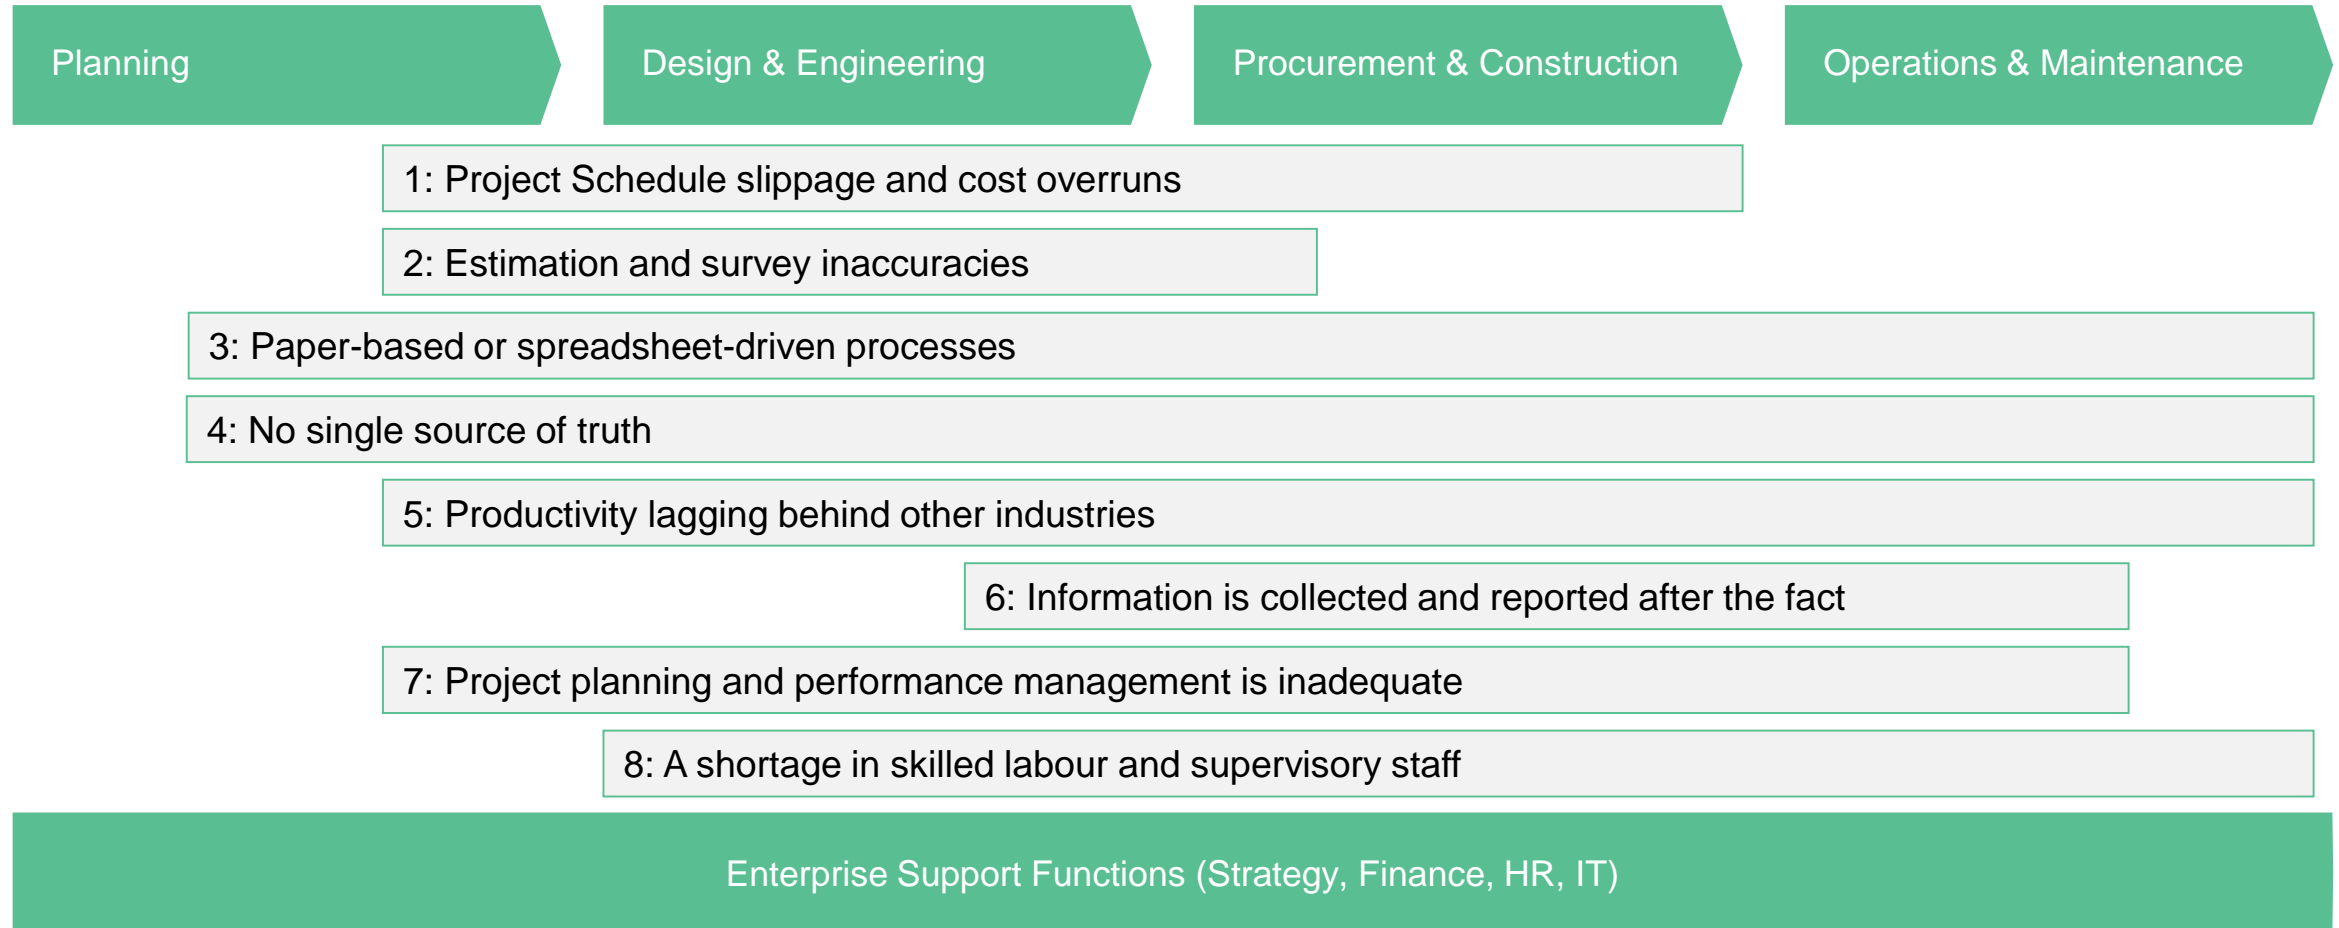 Planning
Design & Engineering
Procurement & Construction
Operations & Maintenance
1: Project Schedule slippage and cost overruns
2: Estimation and survey inaccuracies
3: Paper-based or spreadsheet-driven processes
4: No single source of truth
5: Productivity lagging behind other industries
6: Information is collected and reported after the fact
7: Project planning and performance management is inadequate
8: A shortage in skilled labour and supervisory staff
Enterprise Support Functions (Strategy, Finance, HR, IT)